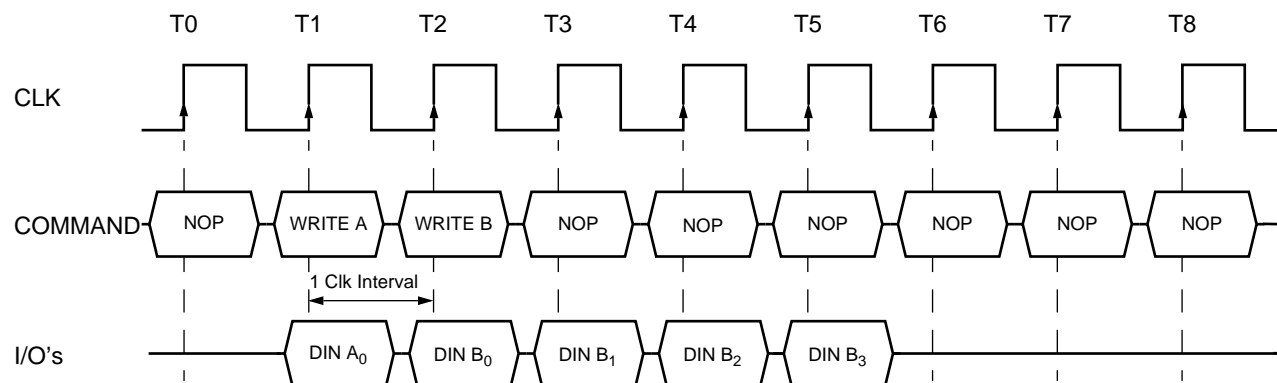 T0 T1 T2 T3 T4 T5 T6 T7 T8
CLK
COMMAND NOP WRITE A WRITE B NOP NOP NOP NOP NOP NOP
1 Clk Interval
I/O's DIN A0 DIN B0 DIN B1 DIN B2 DIN B3